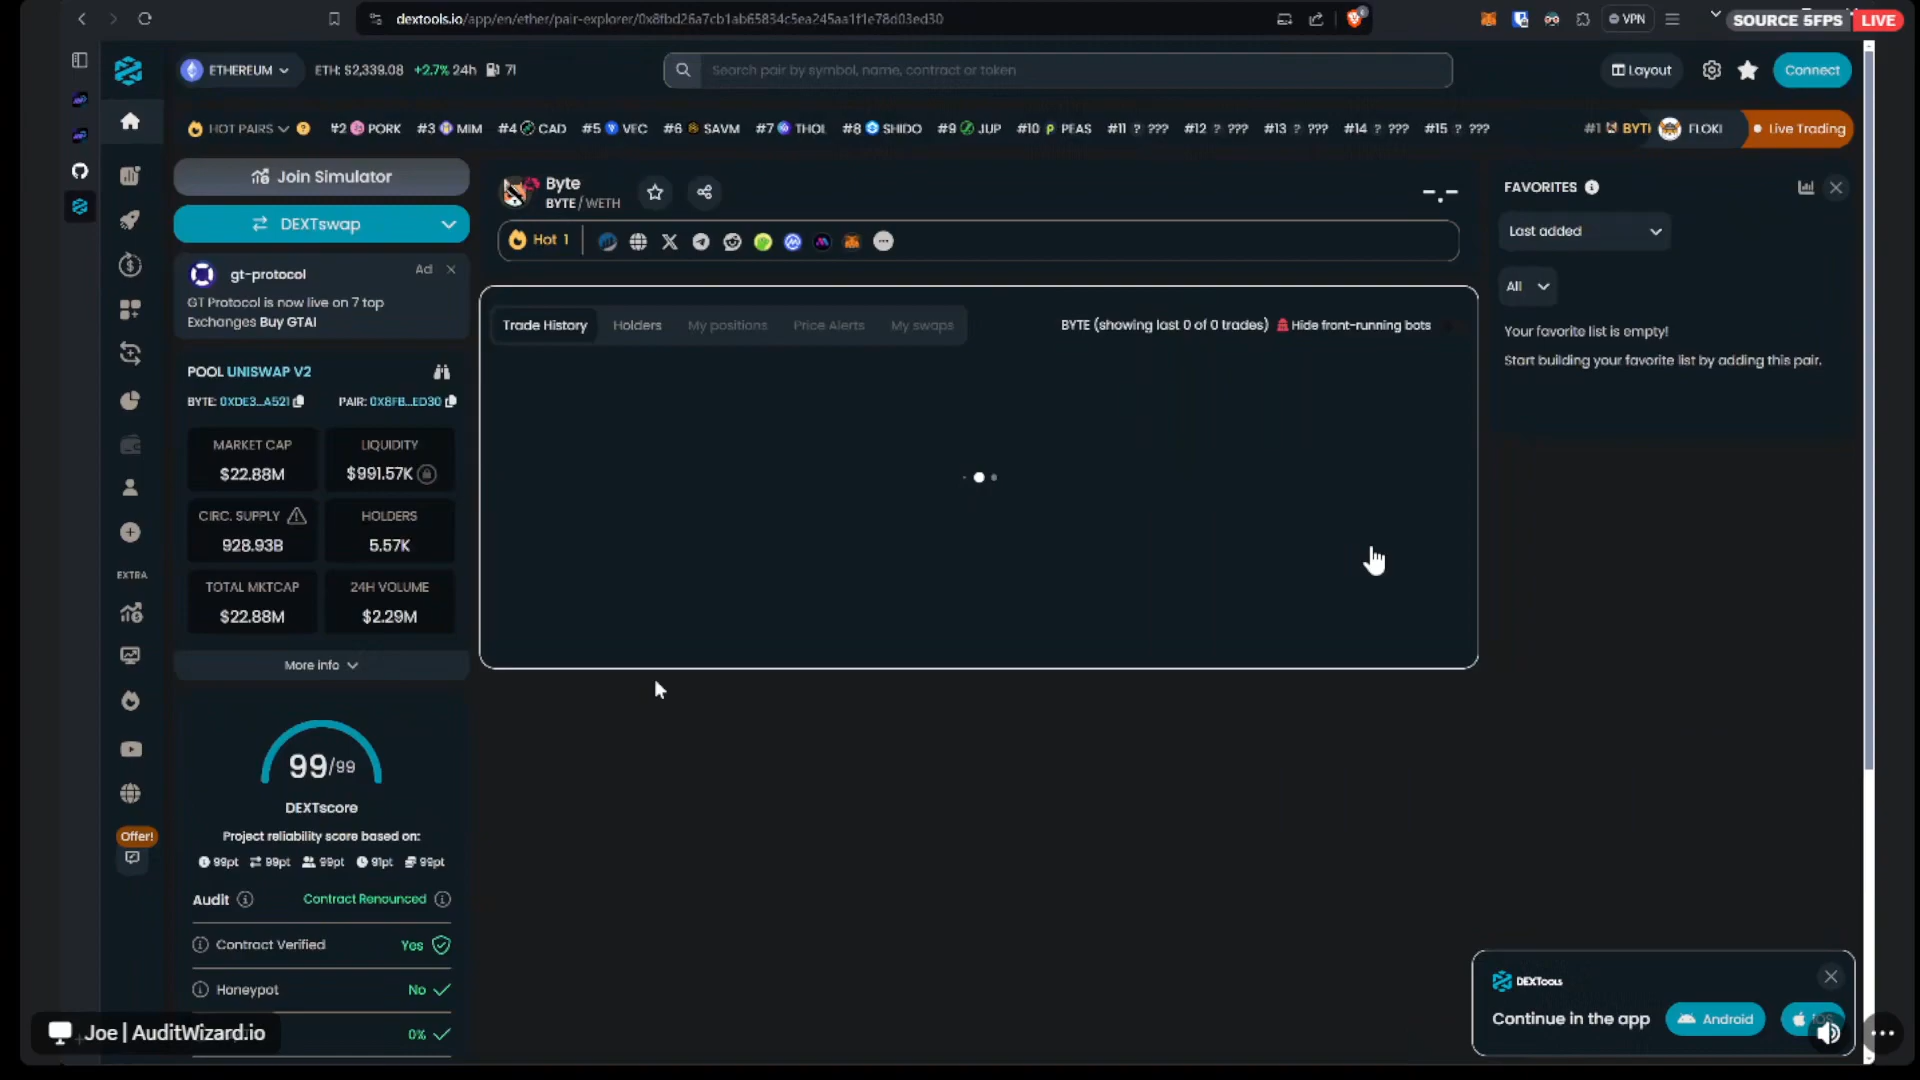 dextools.io/app/en/ether/pair-explorer/0x8fbd26a7cb1ab65834c5ea245aa1f1e78d03ed30
VPN
SOURCE 5FPS LIVE
ETHEREUM
ETH: $2,339.08 +2.7% 24h 71
Search pair by symbol, name, contract or token
Layout
Connect
HOT PAIRS
#2 PORK #3 MIM #4 CAD #5 VEC #6 SAVM #7 THOL #8 SHIDO #9 JUP #10 PEAS #11 ? ??? #12 ? ??? #13 ? ??? #14 ? ??? #15 ? ???
#1 BYTE
FLOKI
Live Trading
Join Simulator
DEXTswap
gt-protocol
Ad
GT Protocol is now live on 7 top
Exchanges Buy GTAI
POOL UNISWAP V2
BYTE: 0XDE3...A521 PAIR: 0X8FB...ED30
MARKET CAP
$22.88M
LIQUIDITY
$991.57K
CIRC. SUPPLY
928.93B
HOLDERS
5.57K
TOTAL MKTCAP
$22.88M
24H VOLUME
$2.29M
More info
99/99
DEXTscore
Project reliability score based on:
99pt 99pt 99pt 91pt 99pt
Audit Contract Renounced
Contract Verified Yes
Honeypot No
0%
EXTRA
Offer!
Byte
BYTE / WETH
-.-
Hot 1
Trade History Holders My positions Price Alerts My swaps
BYTE (showing last 0 of 0 trades) Hide front-running bots
FAVORITES
Last added
All
Your favorite list is empty!
Start building your favorite list by adding this pair.
DEXTools
Continue in the app
Android
iOS
Joe | AuditWizard.io